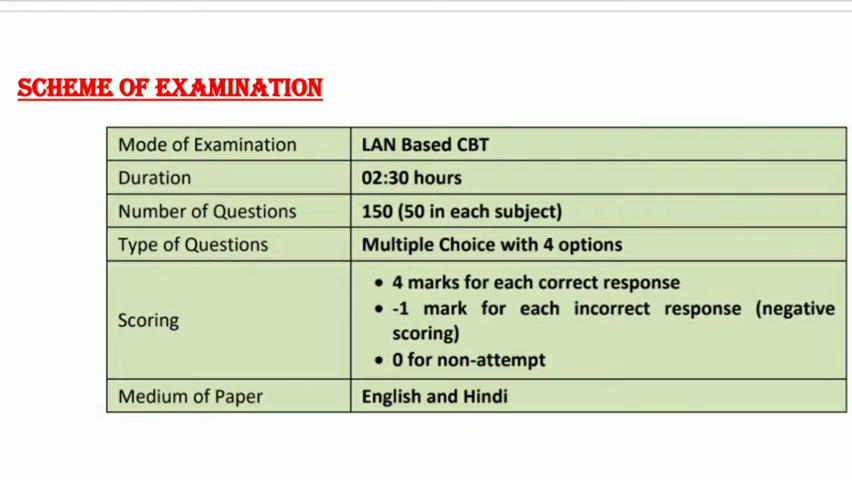 SCHEME OF EXAMINATION
Mode of Examination LAN Based CBT
Duration 02:30 hours
Number of Questions 150 (50 in each subject)
Type of Questions Multiple Choice with 4 options
• 4 marks for each correct response
• -1 mark for each incorrect response (negative
Scoring scoring)
• 0 for non-attempt
Medium of Paper English and Hindi